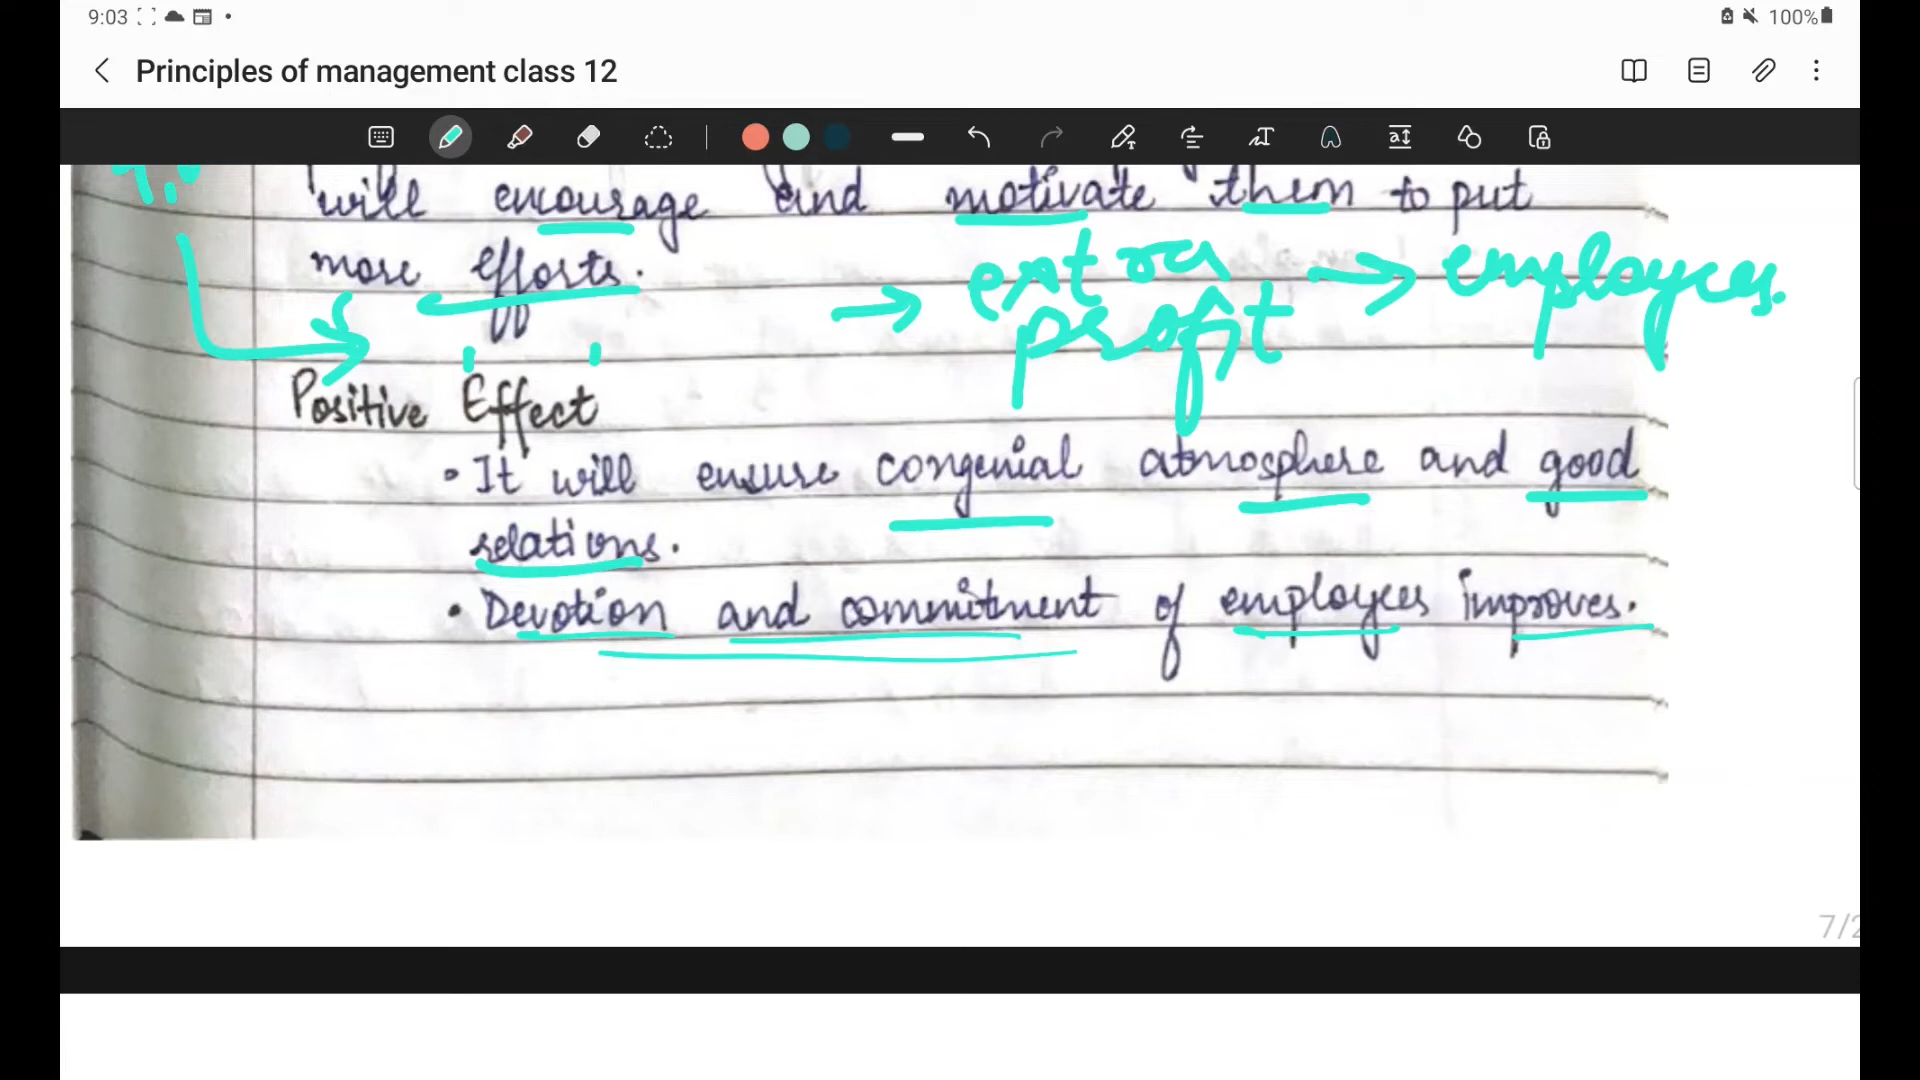 9:03
100%
Principles of management class 12
will encourage and motivate them to put
more efforts.
→ extra profit → employees.
Positive Effect
• It will ensure congenial atmosphere and good
relations.
• Devotion and commitment of employees improves.
7/2